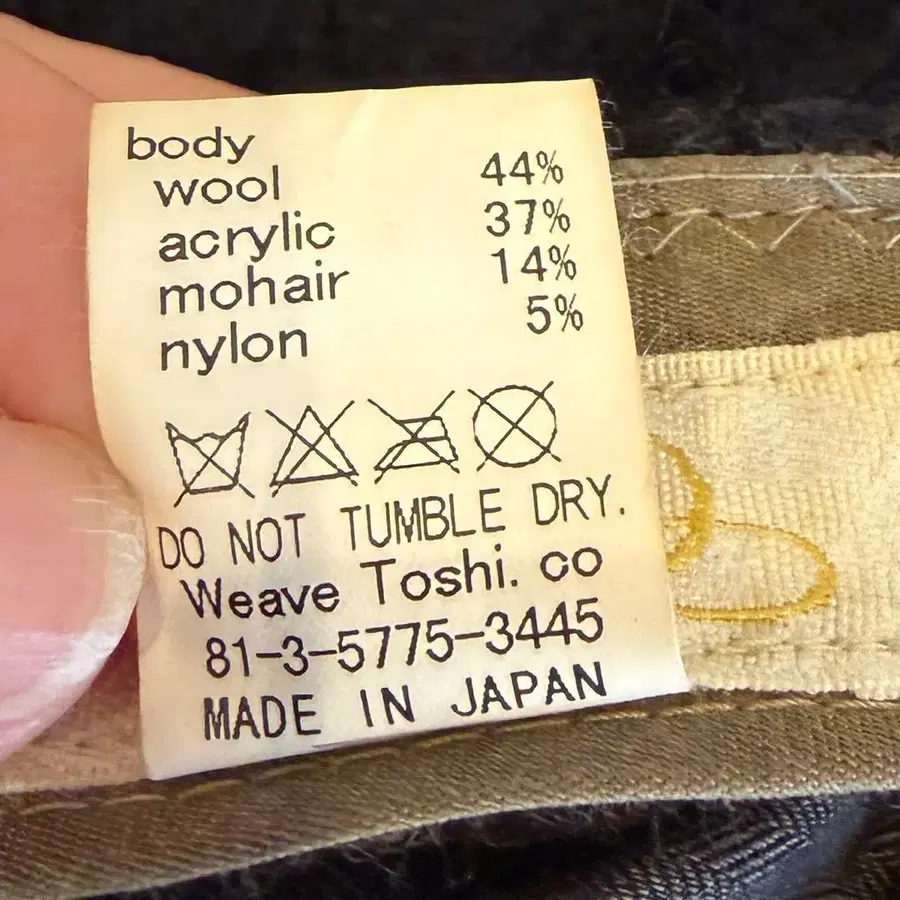 body
wool 44%
acrylic 37%
mohair 14%
nylon 5%
DO NOT TUMBLE DRY.
Weave Toshi. co
81-3-5775-3445
MADE IN JAPAN